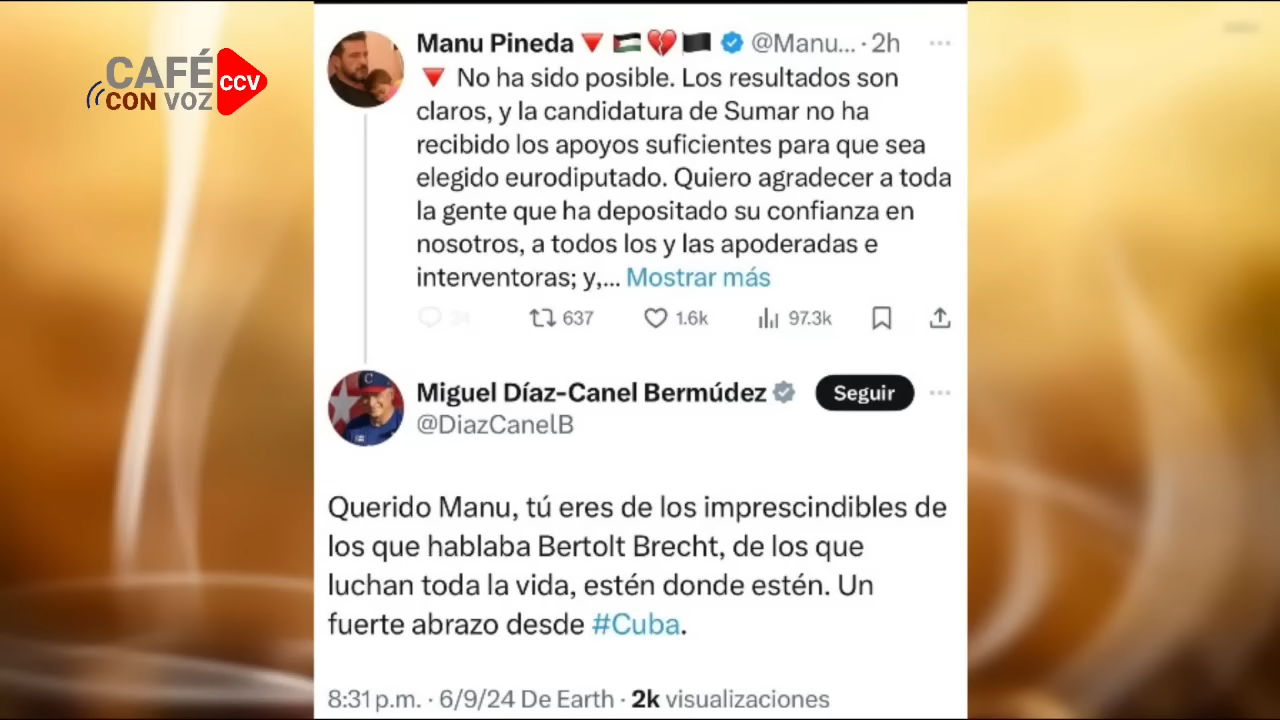 CAFÉ
CON VOZ
CCV
Manu Pineda🔻🇵🇸💔🏴 @Manu... · 2h
🔻 No ha sido posible. Los resultados son
claros, y la candidatura de Sumar no ha
recibido los apoyos suficientes para que sea
elegido eurodiputado. Quiero agradecer a toda
la gente que ha depositado su confianza en
nosotros, a todos los y las apoderadas e
interventoras; y,... Mostrar más
637 1.6k 97.3k
Miguel Díaz-Canel Bermúdez Seguir
@DiazCanelB
Querido Manu, tú eres de los imprescindibles de
los que hablaba Bertolt Brecht, de los que
luchan toda la vida, estén donde estén. Un
fuerte abrazo desde #Cuba.
8:31 p.m. · 6/9/24 De Earth · 2k visualizaciones